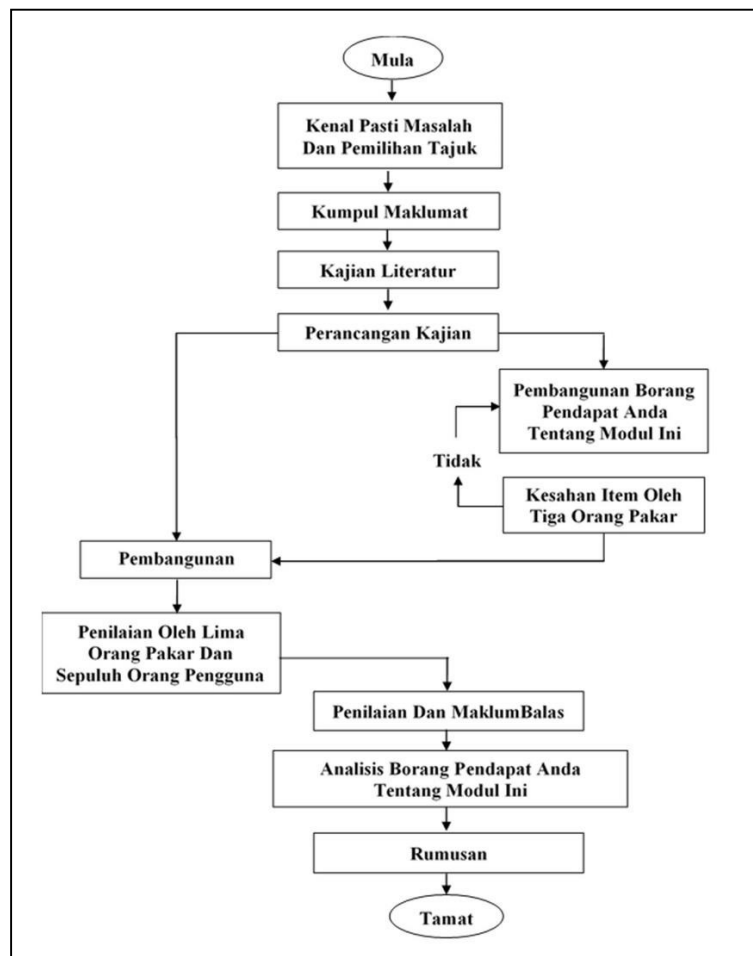 Mula
Kenal Pasti Masalah
Dan Pemilihan Tajuk
Kumpul Maklumat
Kajian Literatur
Perancangan Kajian
Pembangunan Borang
Pendapat Anda
Tentang Modul Ini
Tidak
Kesahan Item Oleh
Tiga Orang Pakar
Pembangunan
Penilaian Oleh Lima
Orang Pakar Dan
Sepuluh Orang Pengguna
Penilaian Dan MaklumBalas
Analisis Borang Pendapat Anda
Tentang Modul Ini
Rumusan
Tamat